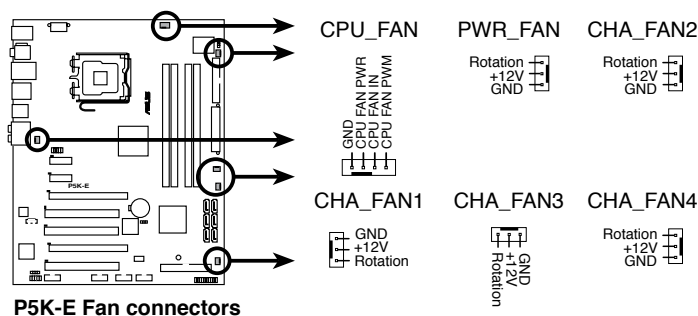 CPU_FAN
PWR_FAN
CHA_FAN2
GND
CPU FAN PWR
CPU FAN IN
CPU FAN PWM
Rotation
+12V
GND
Rotation
+12V
GND
CHA_FAN1
CHA_FAN3
CHA_FAN4
GND
+12V
Rotation
GND
+12V
Rotation
Rotation
+12V
GND
ASUS
P5K-E
P5K-E Fan connectors